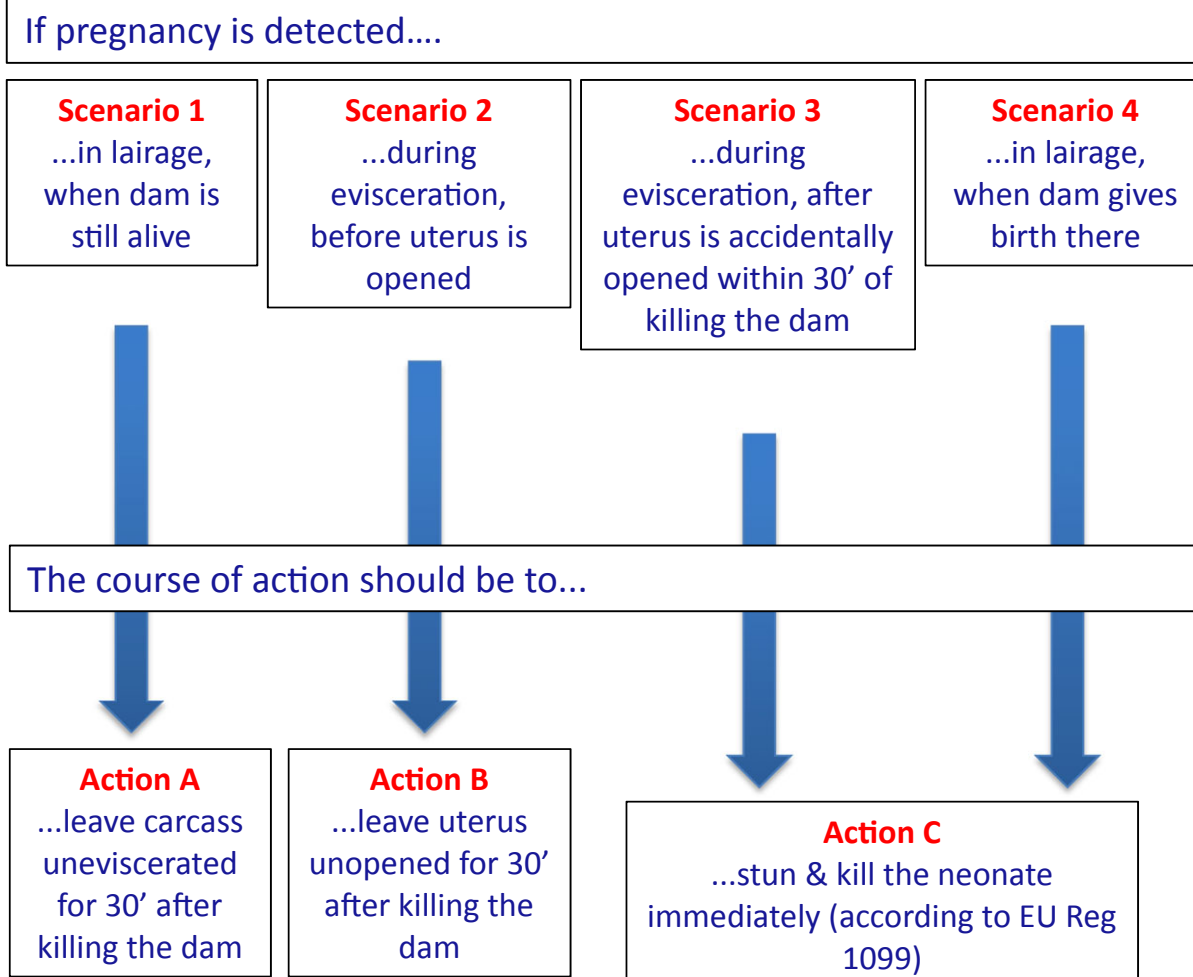 If pregnancy is detected….
Scenario 1
...in lairage,
when dam is
still alive
Scenario 2
...during
evisceration,
before uterus is
opened
Scenario 3
...during
evisceration, after
uterus is accidentally
opened within 30’ of
killing the dam
Scenario 4
...in lairage,
when dam gives
birth there
The course of action should be to...
Action A
...leave carcass
uneviscerated
for 30’ after
killing the dam
Action B
...leave uterus
unopened for 30’
after killing the
dam
Action C
...stun & kill the neonate
immediately (according to EU Reg
1099)